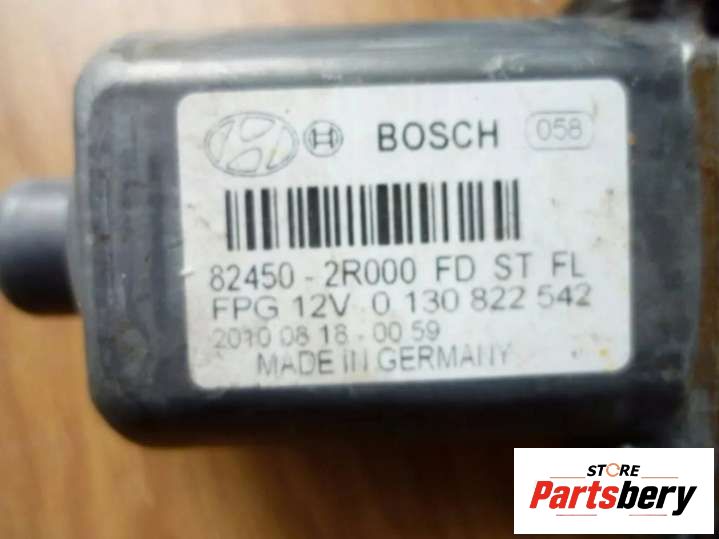 BOSCH 058
82450-2R000 FD ST FL
FPG 12V 0 130 822 542
2010 08 18-00 59
MADE IN GERMANY
STORE
Partsbery